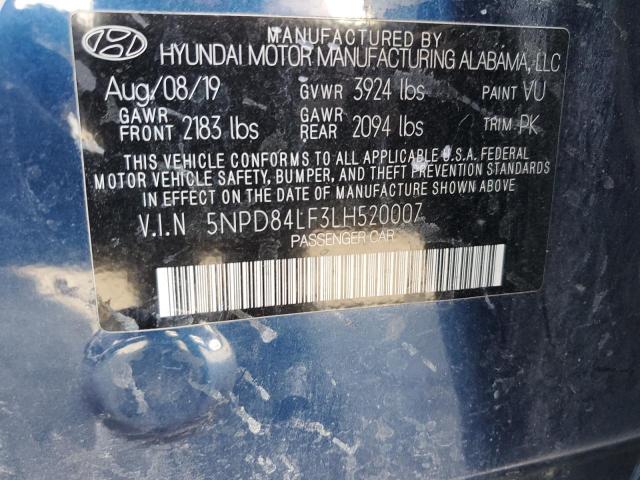 MANUFACTURED BY
HYUNDAI MOTOR MANUFACTURING ALABAMA, LLC
Aug/08/19 GVWR 3924 lbs PAINT VU
GAWR FRONT 2183 lbs GAWR REAR 2094 lbs TRIM PK
THIS VEHICLE CONFORMS TO ALL APPLICABLE U.S.A. FEDERAL
MOTOR VEHICLE SAFETY, BUMPER, AND THEFT PREVENTION STANDARDS
IN EFFECT ON THE DATE OF MANUFACTURE SHOWN ABOVE.
V.I.N 5NPD84LF3LH520007
PASSENGER CAR